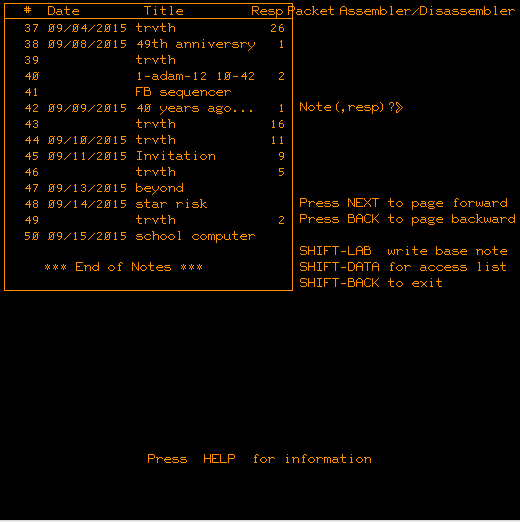 # Date Title Resp Packet Assembler/Disassembler
37 09/04/2015 trvth 26
38 09/08/2015 49th anniversry 1
39 trvth
40 1-adam-12 10-42 2
41 FB sequencer
42 09/09/2015 40 years ago... 1 Note(,resp)?>
43 trvth 16
44 09/10/2015 trvth 11
45 09/11/2015 Invitation 9
46 trvth 5
47 09/13/2015 beyond
48 09/14/2015 star risk Press NEXT to page forward
49 trvth 2 Press BACK to page backward
50 09/15/2015 school computer
SHIFT-LAB write base note
*** End of Notes *** SHIFT-DATA for access list
SHIFT-BACK to exit
Press HELP for information